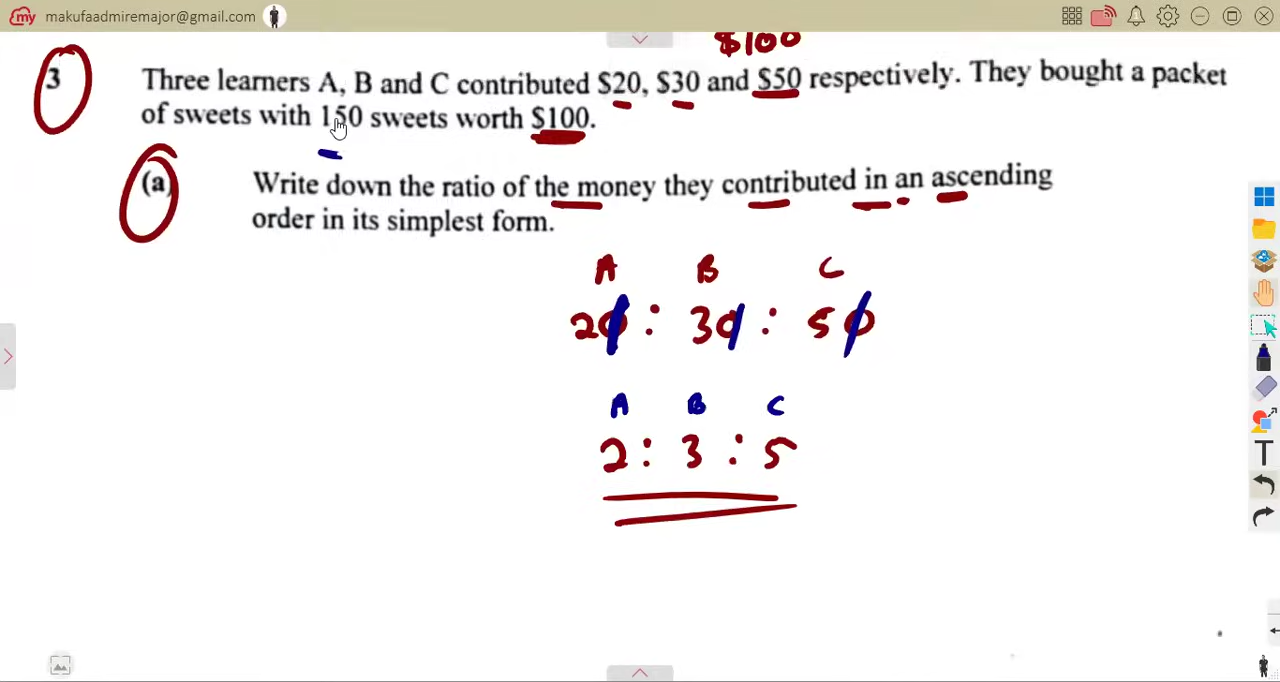 my makufaadmiremajor@gmail.com
$100
3 Three learners A, B and C contributed $20, $30 and $50 respectively. They bought a packet
of sweets with 150 sweets worth $100.
(a) Write down the ratio of the money they contributed in an ascending
order in its simplest form.
A B C
20 : 30 : 50
A B C
2 : 3 : 5
T